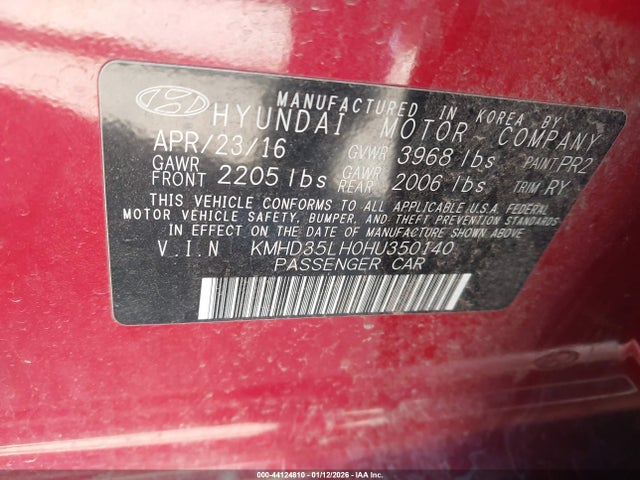 MANUFACTURED IN KOREA BY
HYUNDAI MOTOR COMPANY
APR/23/16 GVWR 3968 lbs PAINT PR2
GAWR FRONT 2205 lbs GAWR REAR 2006 lbs TRIM RY
THIS VEHICLE CONFORMS TO ALL APPLICABLE U.S.A. FEDERAL
MOTOR VEHICLE SAFETY, BUMPER, AND THEFT PREVENTION STANDARDS
IN EFFECT ON THE DATE OF MANUFACTURE SHOWN ABOVE.
V.I.N KMHD35LH0HU350140
PASSENGER CAR
000-44124810 - 01/12/2026 - IAA Inc.